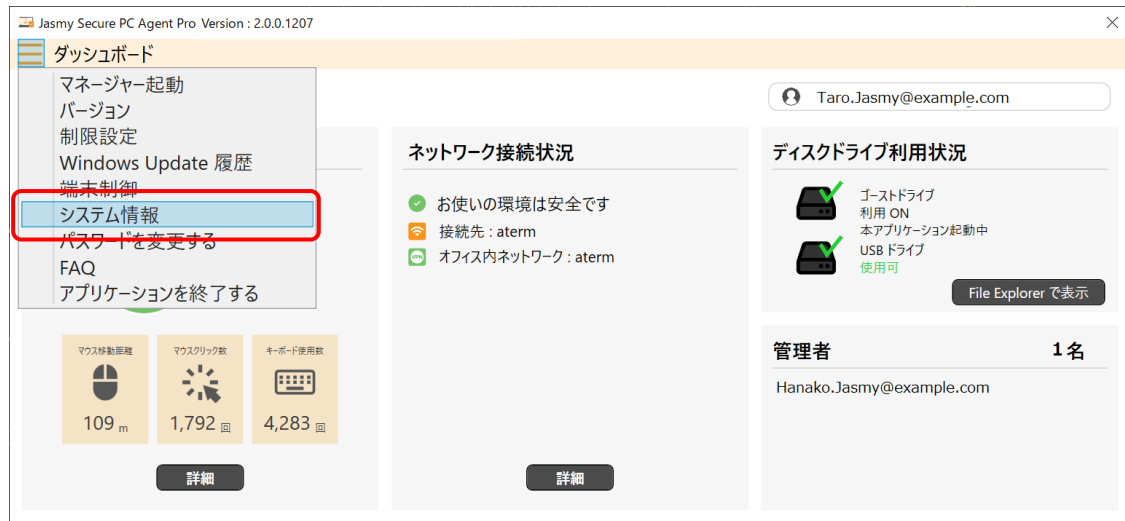 Jasmy Secure PC Agent Pro Version : 2.0.0.1207
ダッシュボード
マネージャー起動
バージョン
制限設定
Windows Update 履歴
端末制御
システム情報
パスワードを変更する
FAQ
アプリケーションを終了する
マウス移動距離
109 m
マウスクリック数
1,792 回
キーボード使用数
4,283 回
詳細
ネットワーク接続状況
お使いの環境は安全です
接続先 : aterm
VPN
オフィス内ネットワーク : aterm
詳細
Taro.Jasmy@example.com
ディスクドライブ利用状況
ゴーストドライブ
利用 ON
本アプリケーション起動中
USB ドライブ
使用可
File Explorer で表示
管理者 1名
Hanako.Jasmy@example.com